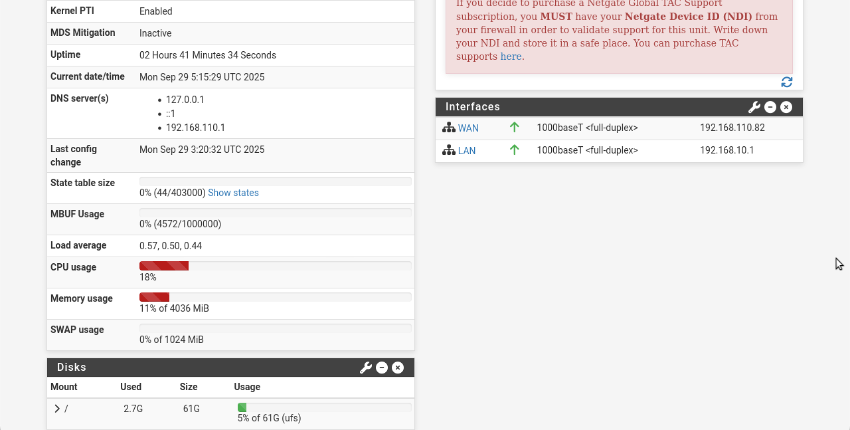 Kernel PTI Enabled
MDS Mitigation Inactive
Uptime 02 Hours 41 Minutes 34 Seconds
Current date/time Mon Sep 29 5:15:29 UTC 2025
DNS server(s)
• 127.0.0.1
• ::1
• 192.168.110.1
Last config change Mon Sep 29 3:20:32 UTC 2025
State table size
0% (44/403000) Show states
MBUF Usage
0% (4572/1000000)
Load average 0.57, 0.50, 0.44
CPU usage
18%
Memory usage
11% of 4036 MiB
SWAP usage
0% of 1024 MiB
Disks
Mount Used Size Usage
/ 2.7G 61G
5% of 61G (ufs)
If you decide to purchase a Netgate Global TAC Support
subscription, you MUST have your Netgate Device ID (NDI) from
your firewall in order to validate support for this unit. Write down
your NDI and store it in a safe place. You can purchase TAC
supports here.
Interfaces
WAN 1000baseT <full-duplex> 192.168.110.82
LAN 1000baseT <full-duplex> 192.168.10.1